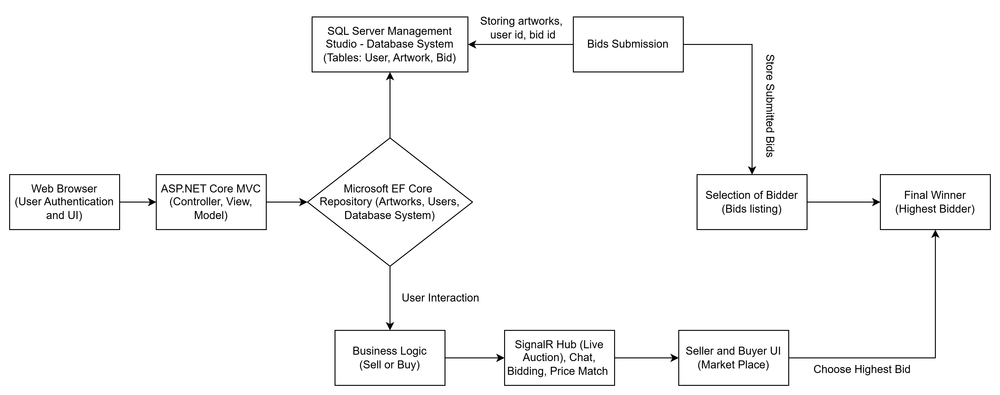 SQL Server Management
Studio - Database System
(Tables: User, Artwork, Bid)
Storing artworks,
user id, bid id
Bids Submission
Store Submitted Bids
Web Browser
(User Authentication
and UI)
ASP.NET Core MVC
(Controller, View,
Model)
Microsoft EF Core
Repository (Artworks, Users,
Database System)
Selection of Bidder
(Bids listing)
Final Winner
(Highest Bidder)
User Interaction
Business Logic
(Sell or Buy)
SignalR Hub (Live
Auction), Chat,
Bidding, Price Match
Seller and Buyer UI
(Market Place)
Choose Highest Bid